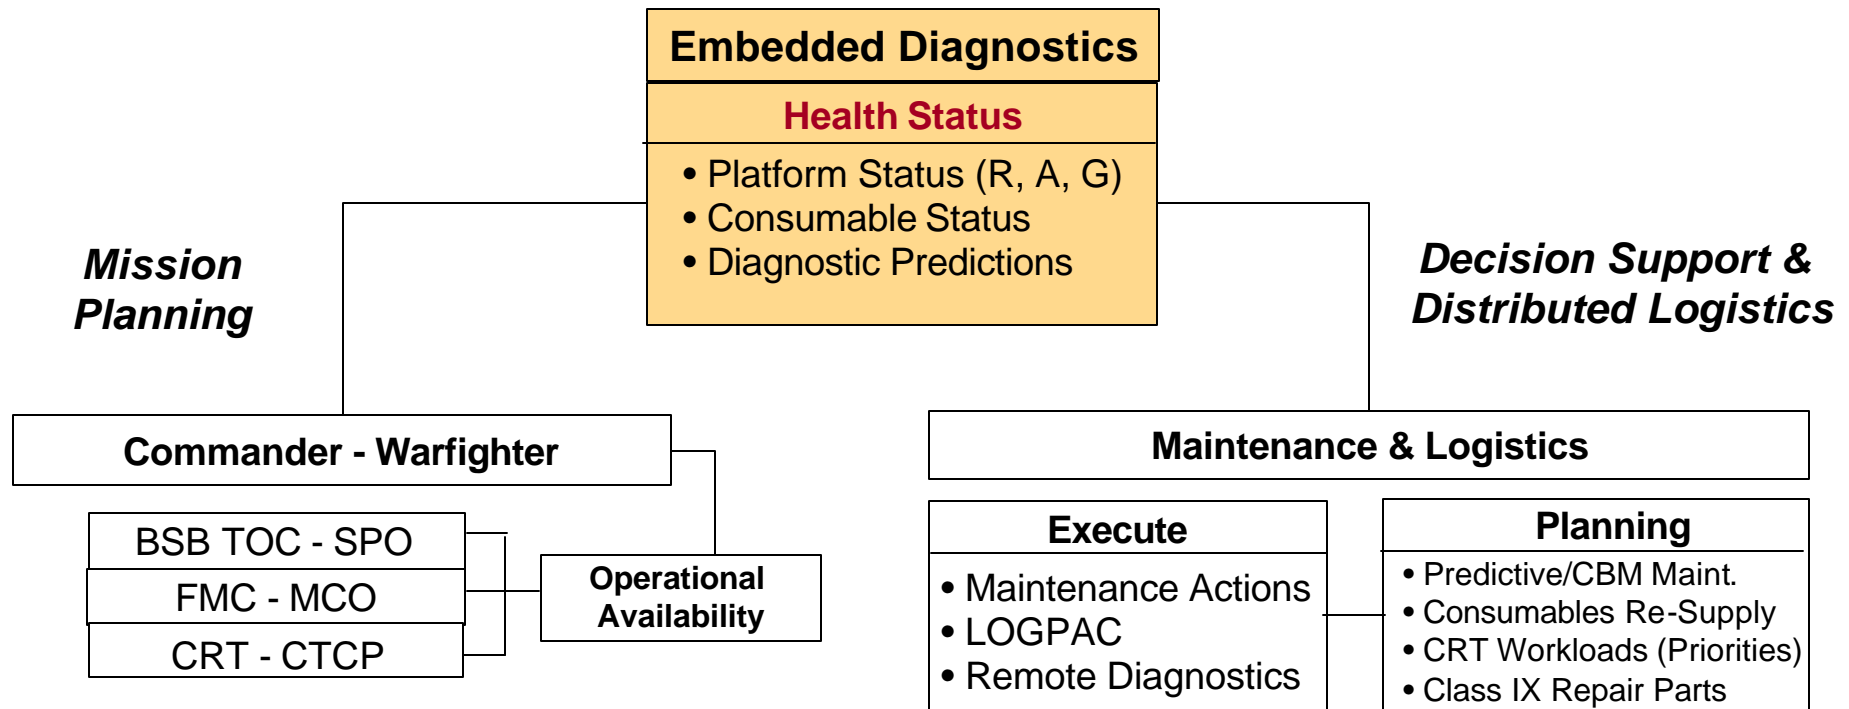 Embedded Diagnostics
Health Status
• Platform Status (R, A, G)
• Consumable Status
• Diagnostic Predictions
Mission
Planning
Decision Support &
Distributed Logistics
Commander - Warfighter
BSB TOC - SPO
FMC - MCO
CRT - CTCP
Operational
Availability
Maintenance & Logistics
Execute
• Maintenance Actions
• LOGPAC
• Remote Diagnostics
Planning
• Predictive/CBM Maint.
• Consumables Re-Supply
• CRT Workloads (Priorities)
• Class IX Repair Parts